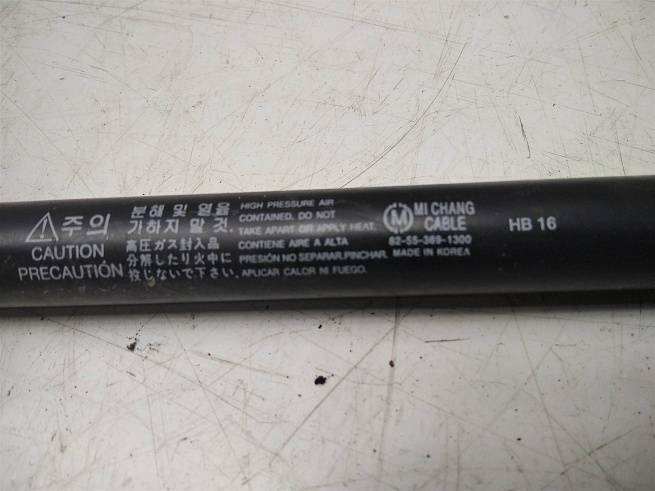 주의
CAUTION
PRECAUTIÓN
분해 및 열을
가하지 말 것.
高圧ガス封入品
分解したり火中に
投じないで下さい.
HIGH PRESSURE AIR
CONTAINED, DO NOT
TAKE APART OR APPLY HEAT.
CONTIENE AIRE A ALTA
PRESIÓN NO SEPARAR, PINCHAR,
APLICAR CALOR NI FUEGO.
MI CHANG
CABLE
82-55-389-1300
MADE IN KOREA
HB 16